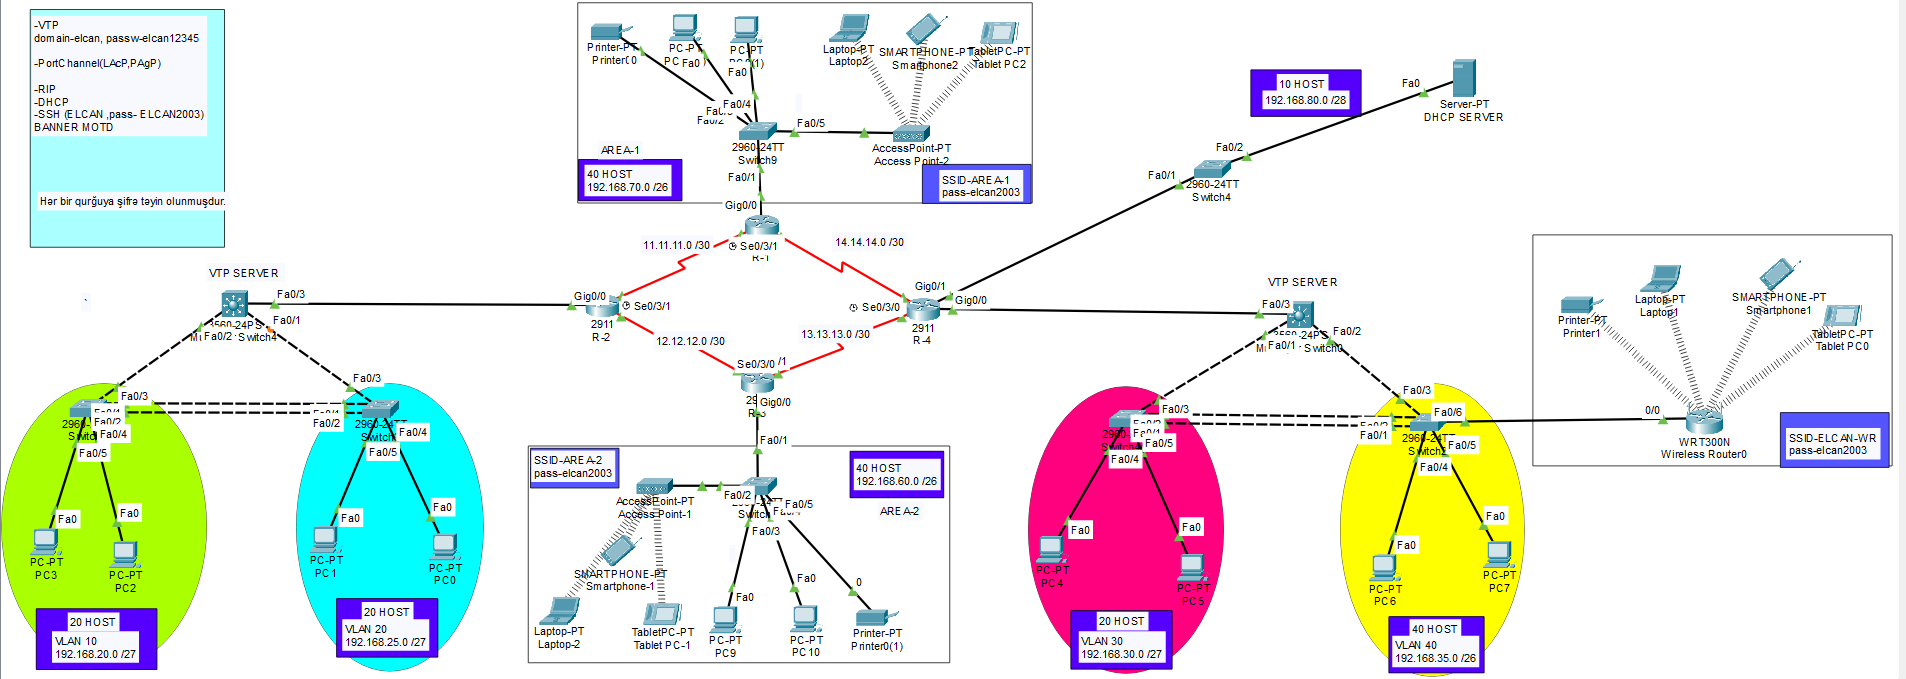 -VTP
domain-elcan, passw-elcan12345
-PortChannel(LAcP,PAgP)
-RIP
-DHCP
-SSH (ELCAN ,pass- ELCAN2003)
BANNER MOTD
Hər bir qurğuya şifrə təyin olunmuşdur.
Printer-PT
PC-PT
PC-PT
Laptop-PT
Laptop2
SMARTPHONE-PT
Smartphone2
TabletPC-PT
Tablet PC2
Fa0
Fa0
Fa0/4
Fa0/2
Fa0/5
2960-24TT
Switch9
AccessPoint-PT
Access Point-2
AREA-1
40 HOST
192.168.70.0 /26
SSID-AREA-1
pass-elcan2003
Fa0/1
Gig0/0
Se0/3/1
R-1
11.11.11.0 /30
14.14.14.0 /30
10 HOST
192.168.80.0 /28
Fa0
Server-PT
DHCP SERVER
Fa0/2
Fa0/1
2960-24TT
Switch4
VTP SERVER
Fa0/3
Fa0/1
3560-24PS
Fa0/2
Switch4
Gig0/0
Se0/3/1
2911
R-2
12.12.12.0 /30
13.13.13.0 /30
Gig0/1
Gig0/0
Se0/3/0
2911
R-4
Se0/3/0
/1
Gig0/0
Fa0/1
VTP SERVER
Fa0/3
Fa0/2
3560-24PS
Fa0/1
Switch0
Printer-PT
Printer1
Laptop-PT
Laptop1
SMARTPHONE-PT
Smartphone1
TabletPC-PT
Tablet PC0
0/0
WRT300N
Wireless Router0
SSID-ELCAN-WR
pass-elcan2003
Fa0/3
Fa0/1
Fa0/2
Fa0/4
Fa0/5
Fa0
Fa0
PC-PT
PC3
PC-PT
PC2
20 HOST
VLAN 10
192.168.20.0 /27
Fa0/3
Fa0/1
Fa0/2
2960-24TT
Switch
Fa0/4
Fa0/5
Fa0
Fa0
PC-PT
PC1
PC-PT
PC0
20 HOST
VLAN 20
192.168.25.0 /27
SSID-AREA-2
pass-elcan2003
40 HOST
192.168.60.0 /26
AREA-2
AccessPoint-PT
Access Point-1
Fa0/2
Switch
Fa0/5
Fa0/3
SMARTPHONE-PT
Smartphone-1
Laptop-PT
Laptop-2
TabletPC-PT
Tablet PC-1
Fa0
Fa0
0
PC-PT
PC9
PC-PT
PC10
Printer-PT
Printer0(1)
Fa0/3
Fa0/1
Fa0/5
Fa0/4
Fa0
Fa0
PC-PT
PC4
PC-PT
PC5
20 HOST
VLAN 30
192.168.30.0 /27
Fa0/3
Fa0/6
Fa0/1
2960-24TT
Fa0/5
Fa0/4
Fa0
Fa0
PC-PT
PC6
PC-PT
PC7
40 HOST
VLAN 40
192.168.35.0 /26